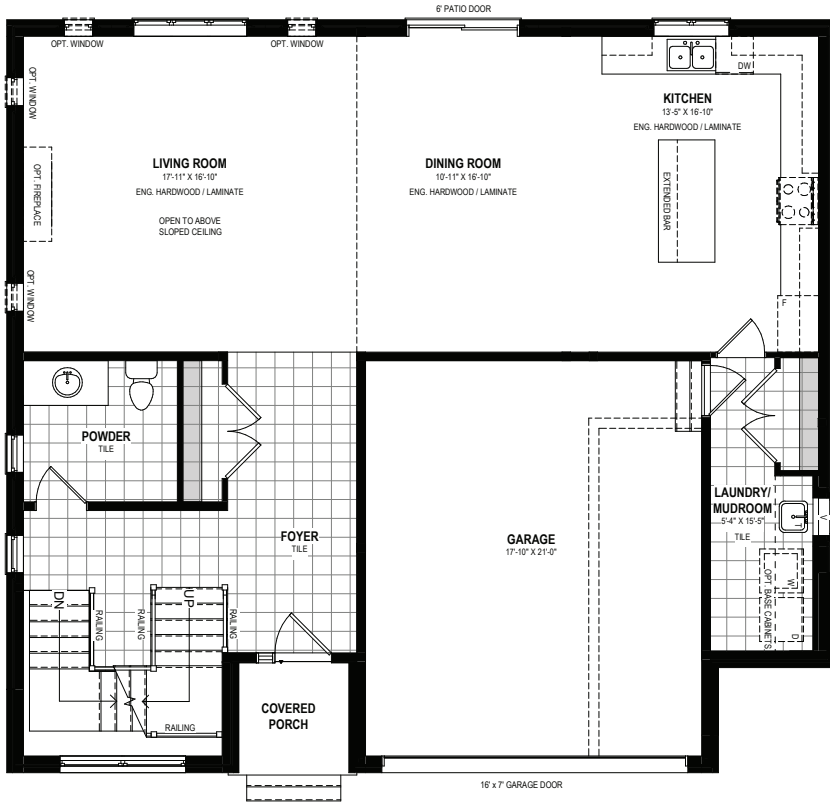 6' PATIO DOOR
OPT. WINDOW
OPT. WINDOW
OPT. WINDOW
DW
KITCHEN
13'-5" X 16'-10"
ENG. HARDWOOD / LAMINATE
LIVING ROOM
17'-11" X 16'-10"
ENG. HARDWOOD / LAMINATE
OPEN TO ABOVE
SLOPED CEILING
DINING ROOM
10'-11" X 16'-10"
ENG. HARDWOOD / LAMINATE
OPT. FIREPLACE
EXTENDED BAR
OPT. WINDOW
F
POWDER
TILE
FOYER
TILE
GARAGE
17'-10" X 21'-0"
LAUNDRY/
MUDROOM
5'-4" X 15'-5"
TILE
T
V
W
D
OPT. BASE CABINETS
DN
UP
RAILING
RAILING
RAILING
RAILING
COVERED
PORCH
16' x 7' GARAGE DOOR